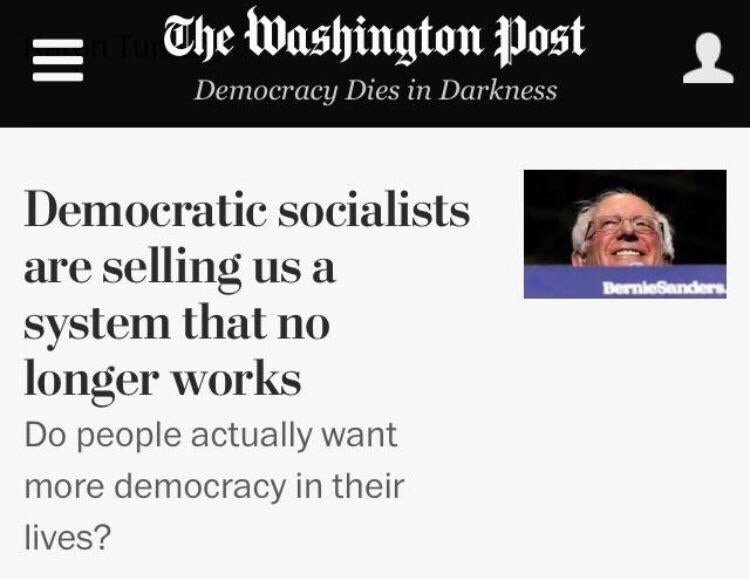 The Washington Post
Democracy Dies in Darkness
Democratic socialists
are selling us a
system that no
longer works
BernieSanders.
Do people actually want
more democracy in their
lives?